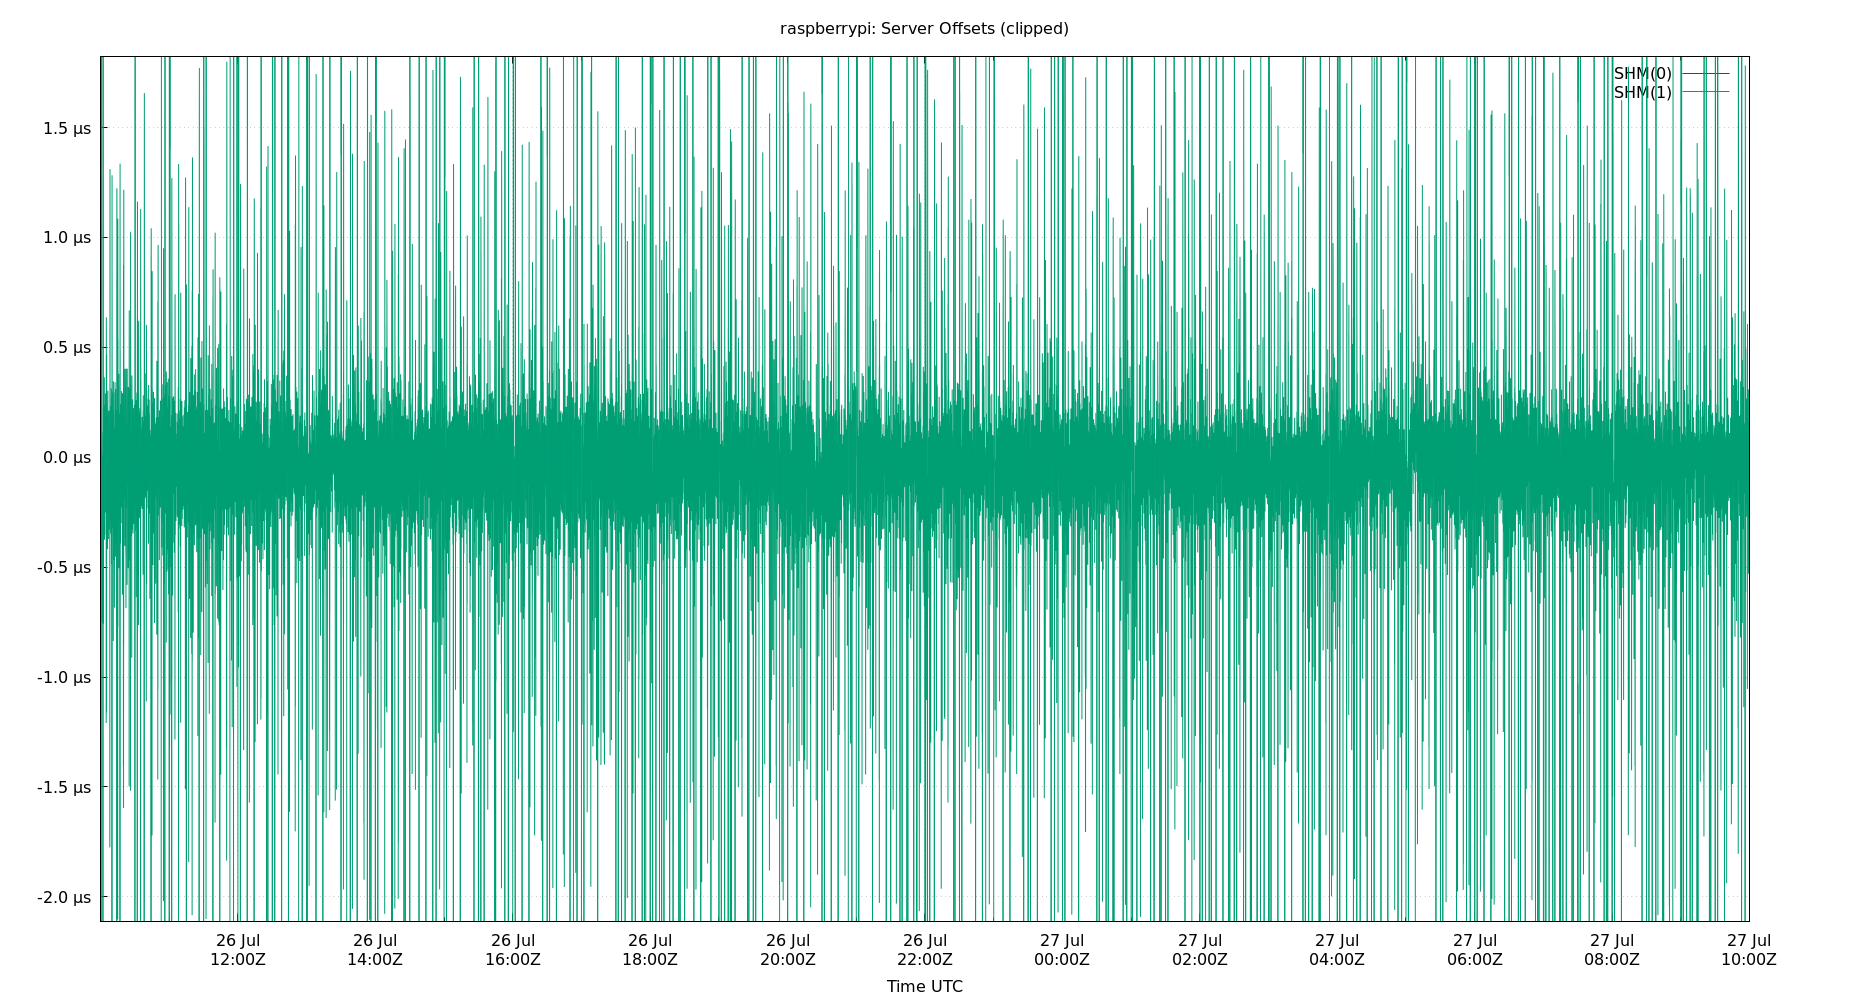 raspberrypi: Server Offsets (clipped)
SHM(0)
SHM(1)
1.5 µs
1.0 µs
0.5 µs
0.0 µs
-0.5 µs
-1.0 µs
-1.5 µs
-2.0 µs
26 Jul 26 Jul 26 Jul 26 Jul 26 Jul 26 Jul 27 Jul 27 Jul 27 Jul 27 Jul 27 Jul 27 Jul
12:00Z 14:00Z 16:00Z 18:00Z 20:00Z 22:00Z 00:00Z 02:00Z 04:00Z 06:00Z 08:00Z 10:00Z
Time UTC